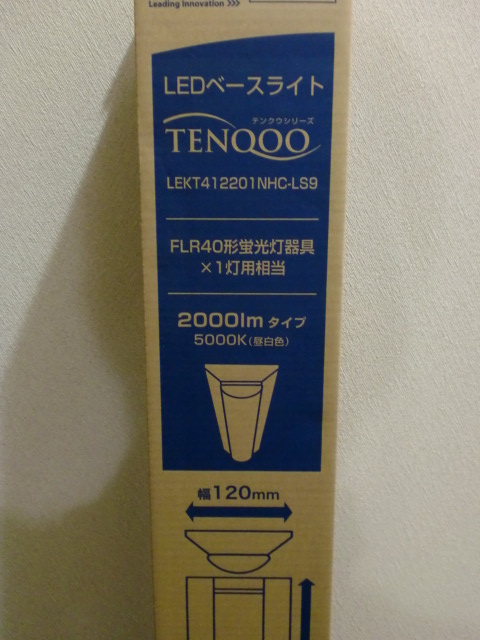 Leading Innovation >>>
LEDベースライト
テンクウシリーズ
TENQOO
LEKT412201NHC-LS9
FLR40形蛍光灯器具
×1灯用相当
2000lm タイプ
5000K(昼白色)
幅120mm